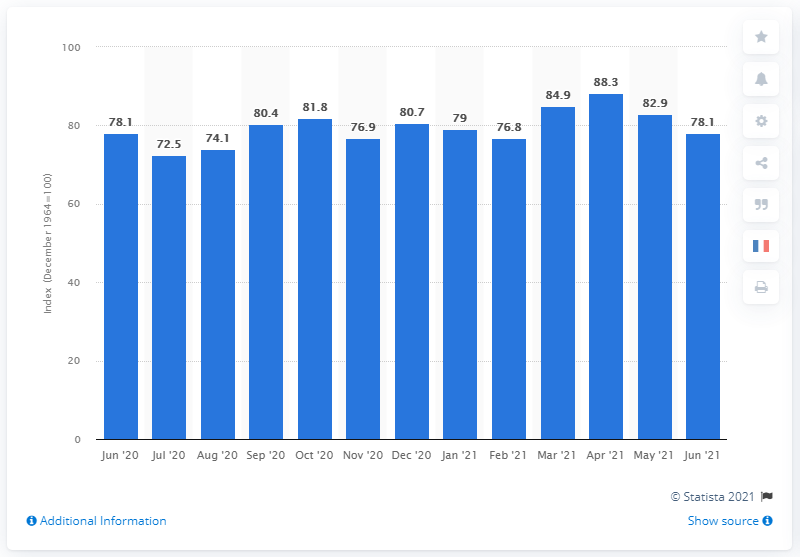 100
80
60
40
20
0
Index (December 1964=100)
78.1
72.5
74.1
80.4
81.8
76.9
80.7
79
76.8
84.9
88.3
82.9
78.1
Jun '20
Jul '20
Aug '20
Sep '20
Oct '20
Nov '20
Dec '20
Jan '21
Feb '21
Mar '21
Apr '21
May '21
Jun '21
© Statista 2021
Additional Information
Show source